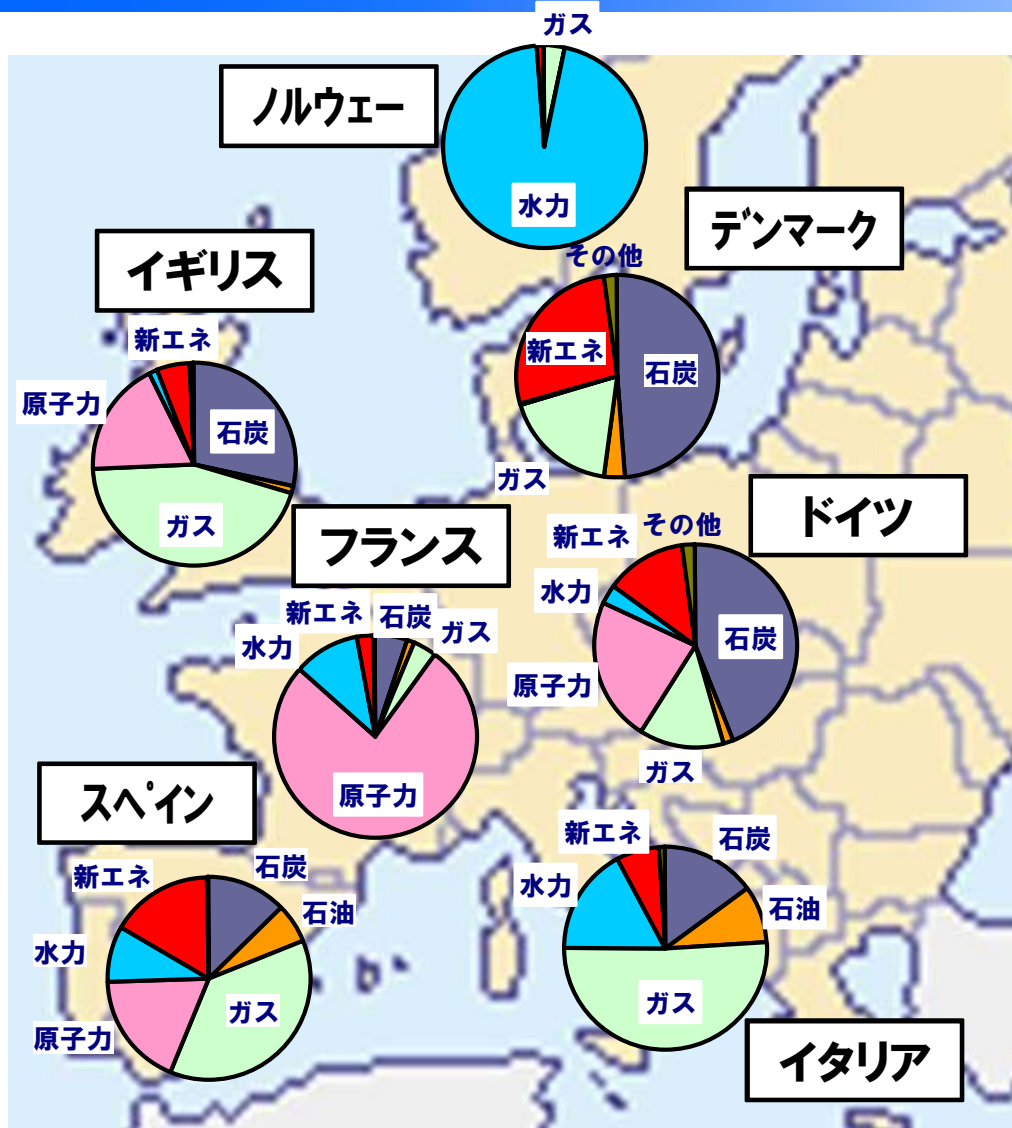 ガス
ノルウェー
水力
デンマーク
その他
新エネ
石炭
ガス
イギリス
新エネ
原子力
石炭
ガス
ドイツ
その他
新エネ
水力
石炭
原子力
ガス
フランス
新エネ
石炭
ガス
水力
原子力
スペイン
新エネ
石炭
石油
水力
ガス
原子力
新エネ
石炭
水力
石油
ガス
イタリア